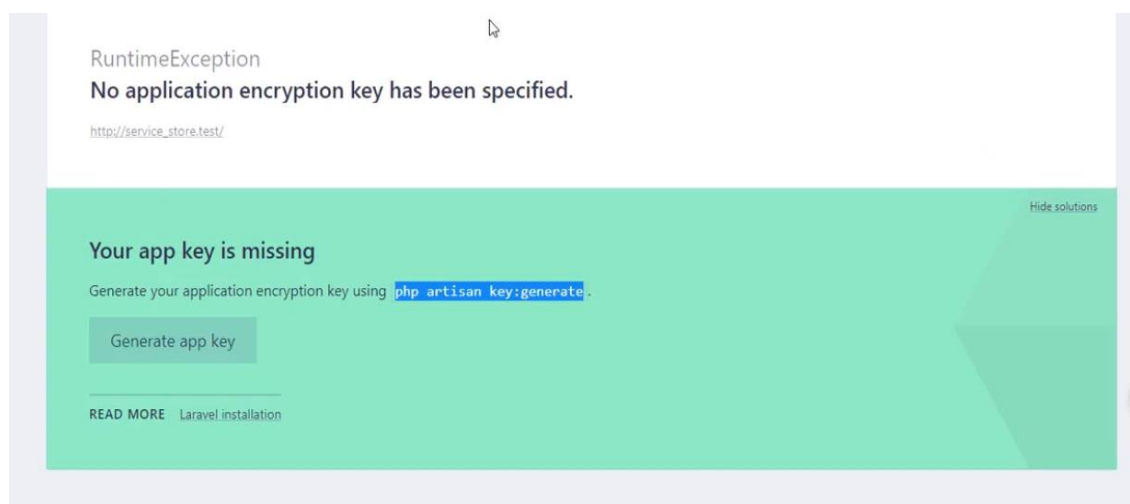 RuntimeException
No application encryption key has been specified.
http://service_store.test/
Hide solutions
Your app key is missing
Generate your application encryption key using php artisan key:generate .
Generate app key
READ MORE Laravel installation